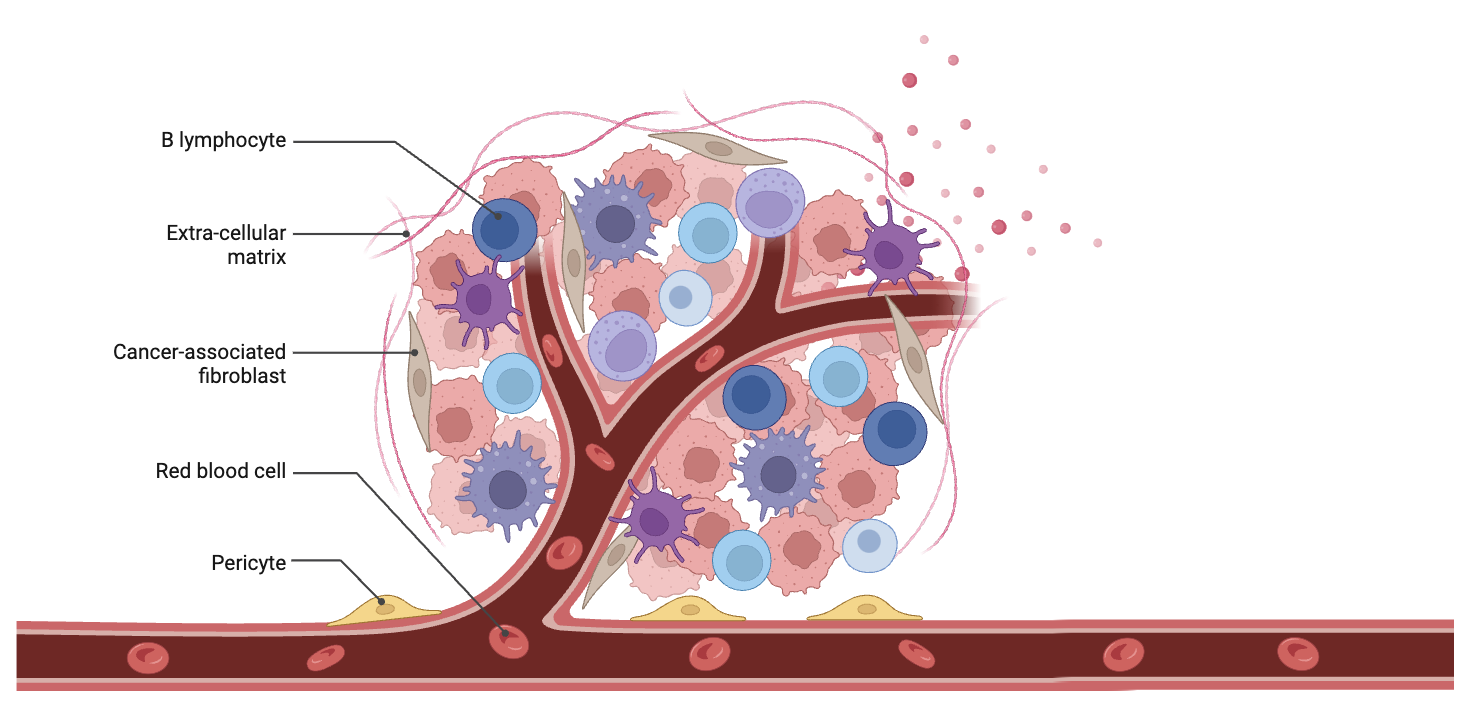 B lymphocyte
Extra-cellular
matrix
Cancer-associated
fibroblast
Red blood cell
Pericyte